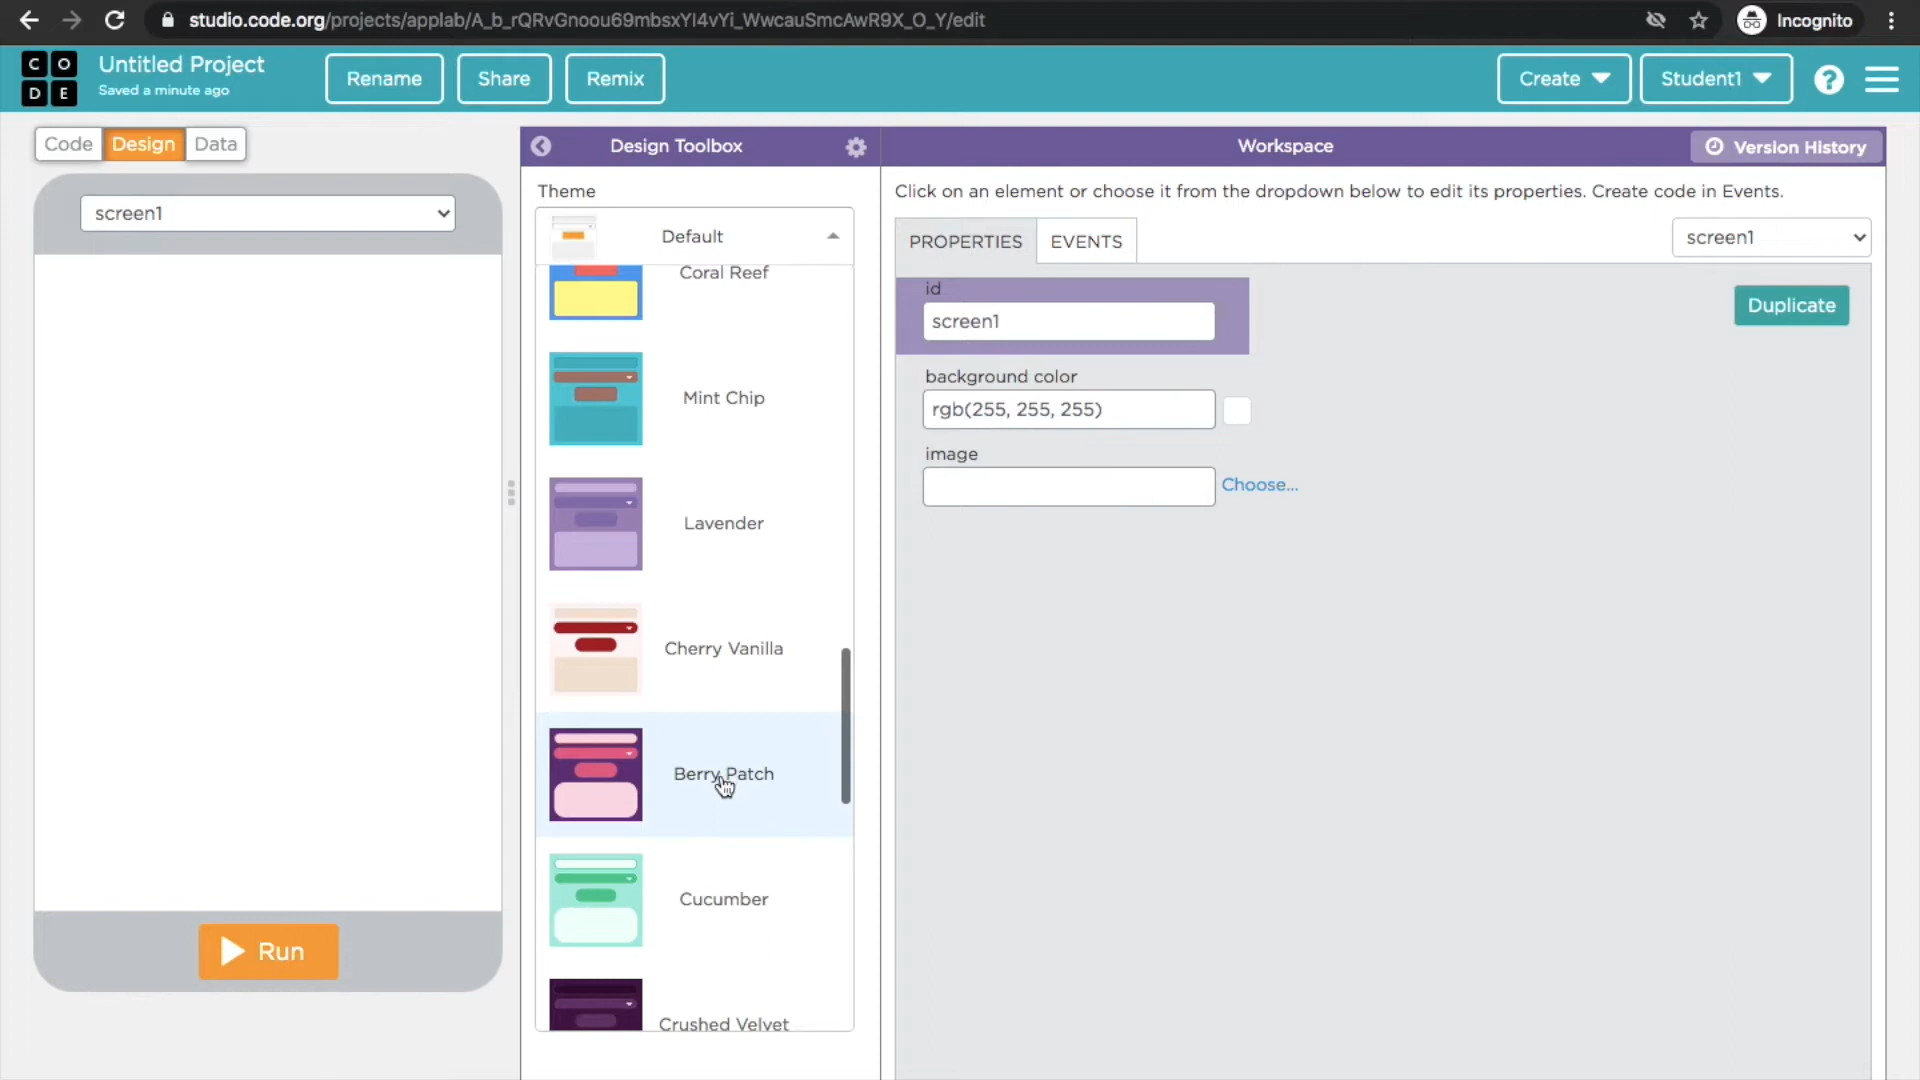 studio.code.org/projects/applab/A_b_rQRvGnoou69mbsxYl4vYi_WwcauSmcAwR9X_O_Y/edit
Incognito
C O
D E
Untitled Project
Saved a minute ago
Rename
Share
Remix
Create
Student1
?
Code
Design
Data
Design Toolbox
Workspace
Version History
screen1
Theme
Default
Coral Reef
Mint Chip
Lavender
Cherry Vanilla
Berry Patch
Cucumber
Crushed Velvet
Click on an element or choose it from the dropdown below to edit its properties. Create code in Events.
PROPERTIES
EVENTS
screen1
id
screen1
Duplicate
background color
rgb(255, 255, 255)
image
Choose...
Run